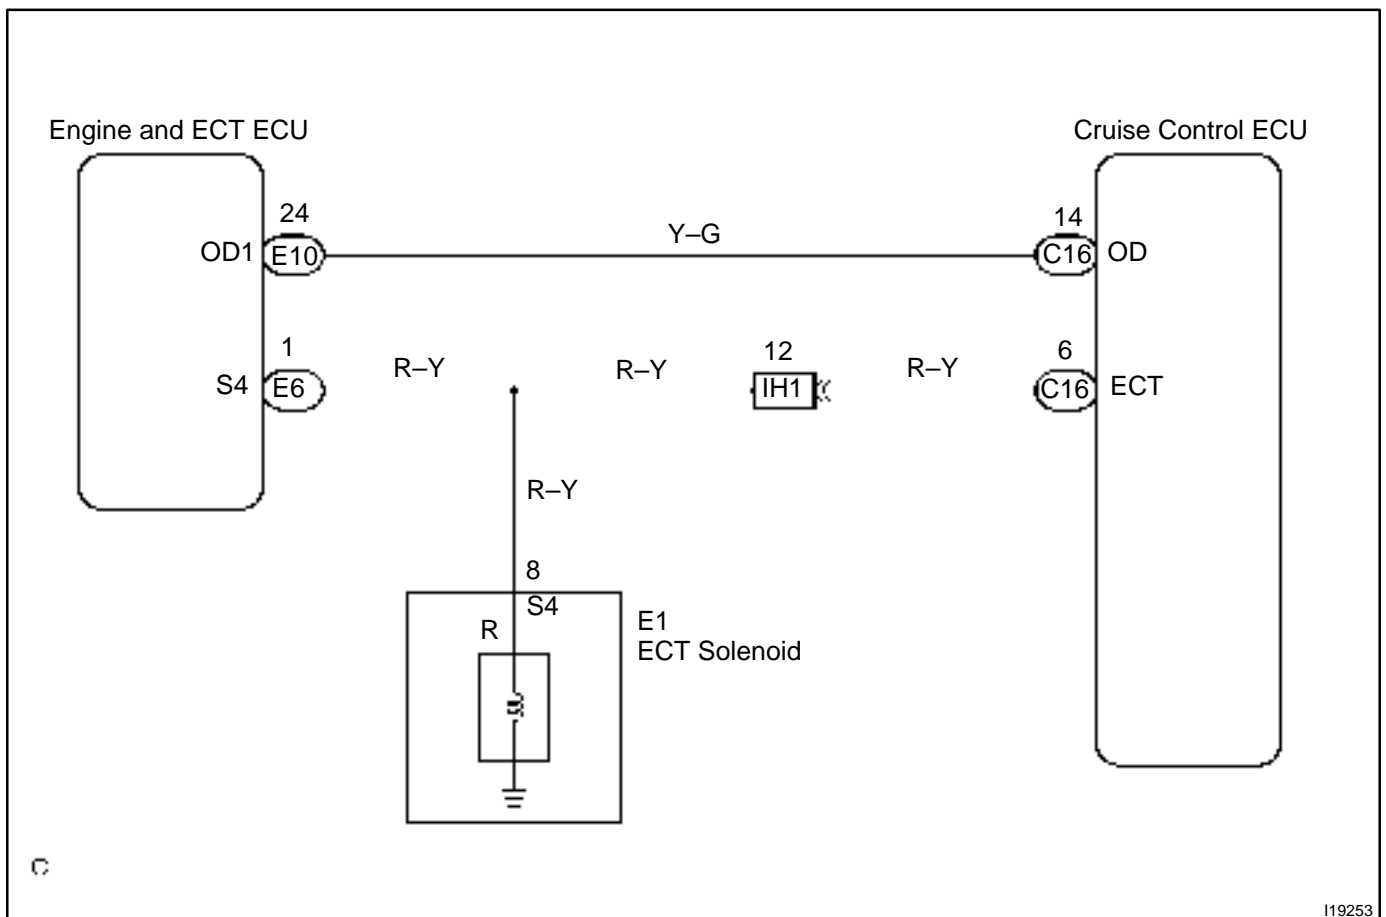 Engine and ECT ECU
Cruise Control ECU
24
14
Y–G
OD1
E10
C16
OD
1
12
6
R–Y
R–Y
R–Y
S4
E6
IH1
C16
ECT
R–Y
8
S4
E1
R
ECT Solenoid
C
I19253